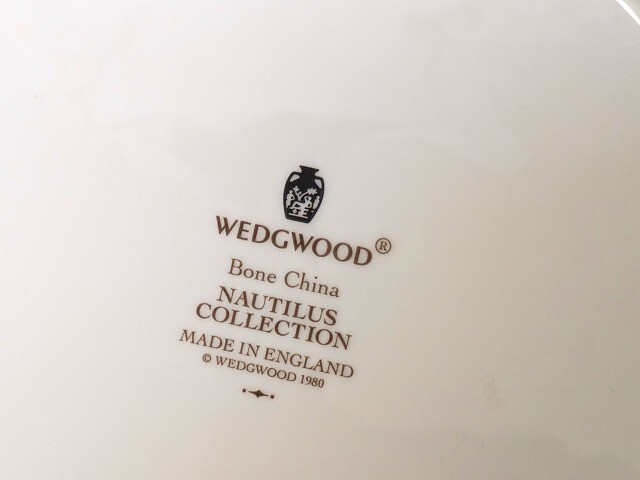 WEDGWOOD®
Bone China
NAUTILUS
COLLECTION
MADE IN ENGLAND
© WEDGWOOD 1980